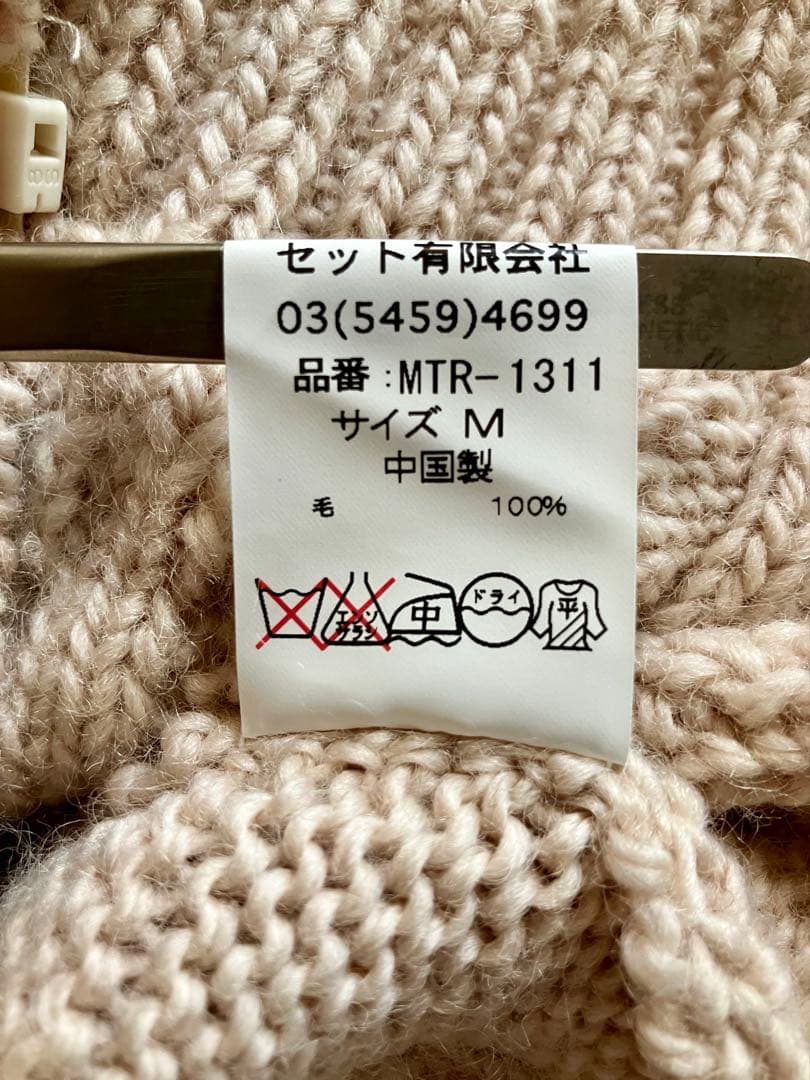 セット有限会社
03(5459)4699
品番:MTR-1311
サイズ M
中国製
毛 100%
エンソ サラシ 中 ドライ 平